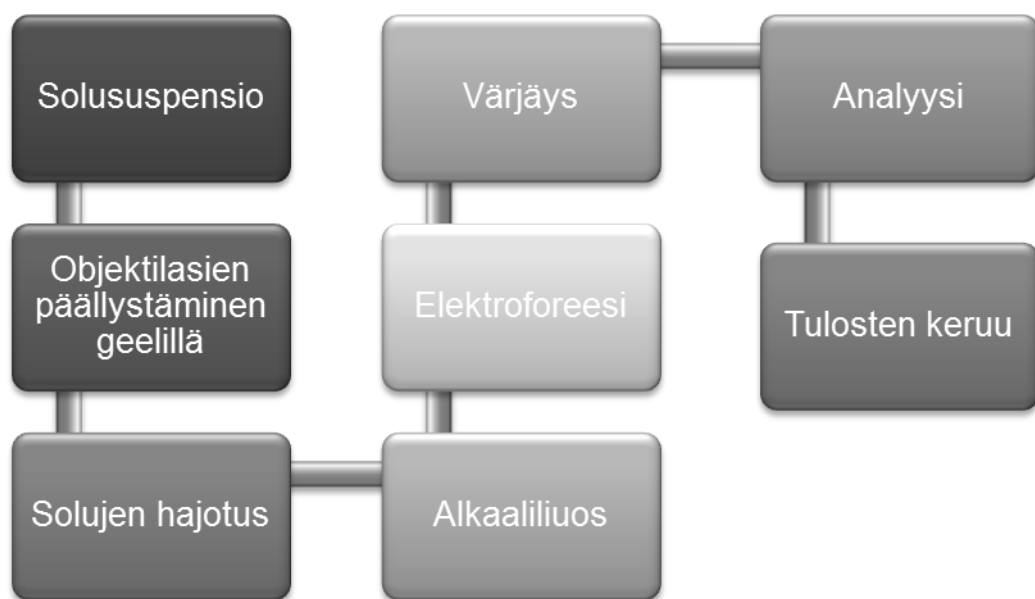 Solususpensio
Objektilasien
päällystäminen
geelillä
Solujen hajotus
Alkaaliliuos
Elektroforeesi
Värjäys
Analyysi
Tulosten keruu